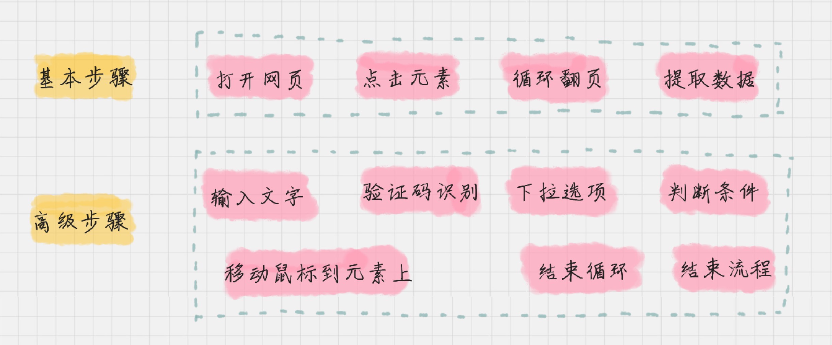 基本步骤 打开网页 点击元素 循环翻页 提取数据
输入文字 验证码识别 下拉选项 判断条件
高级步骤
移动鼠标到元素上 结束循环 结束流程